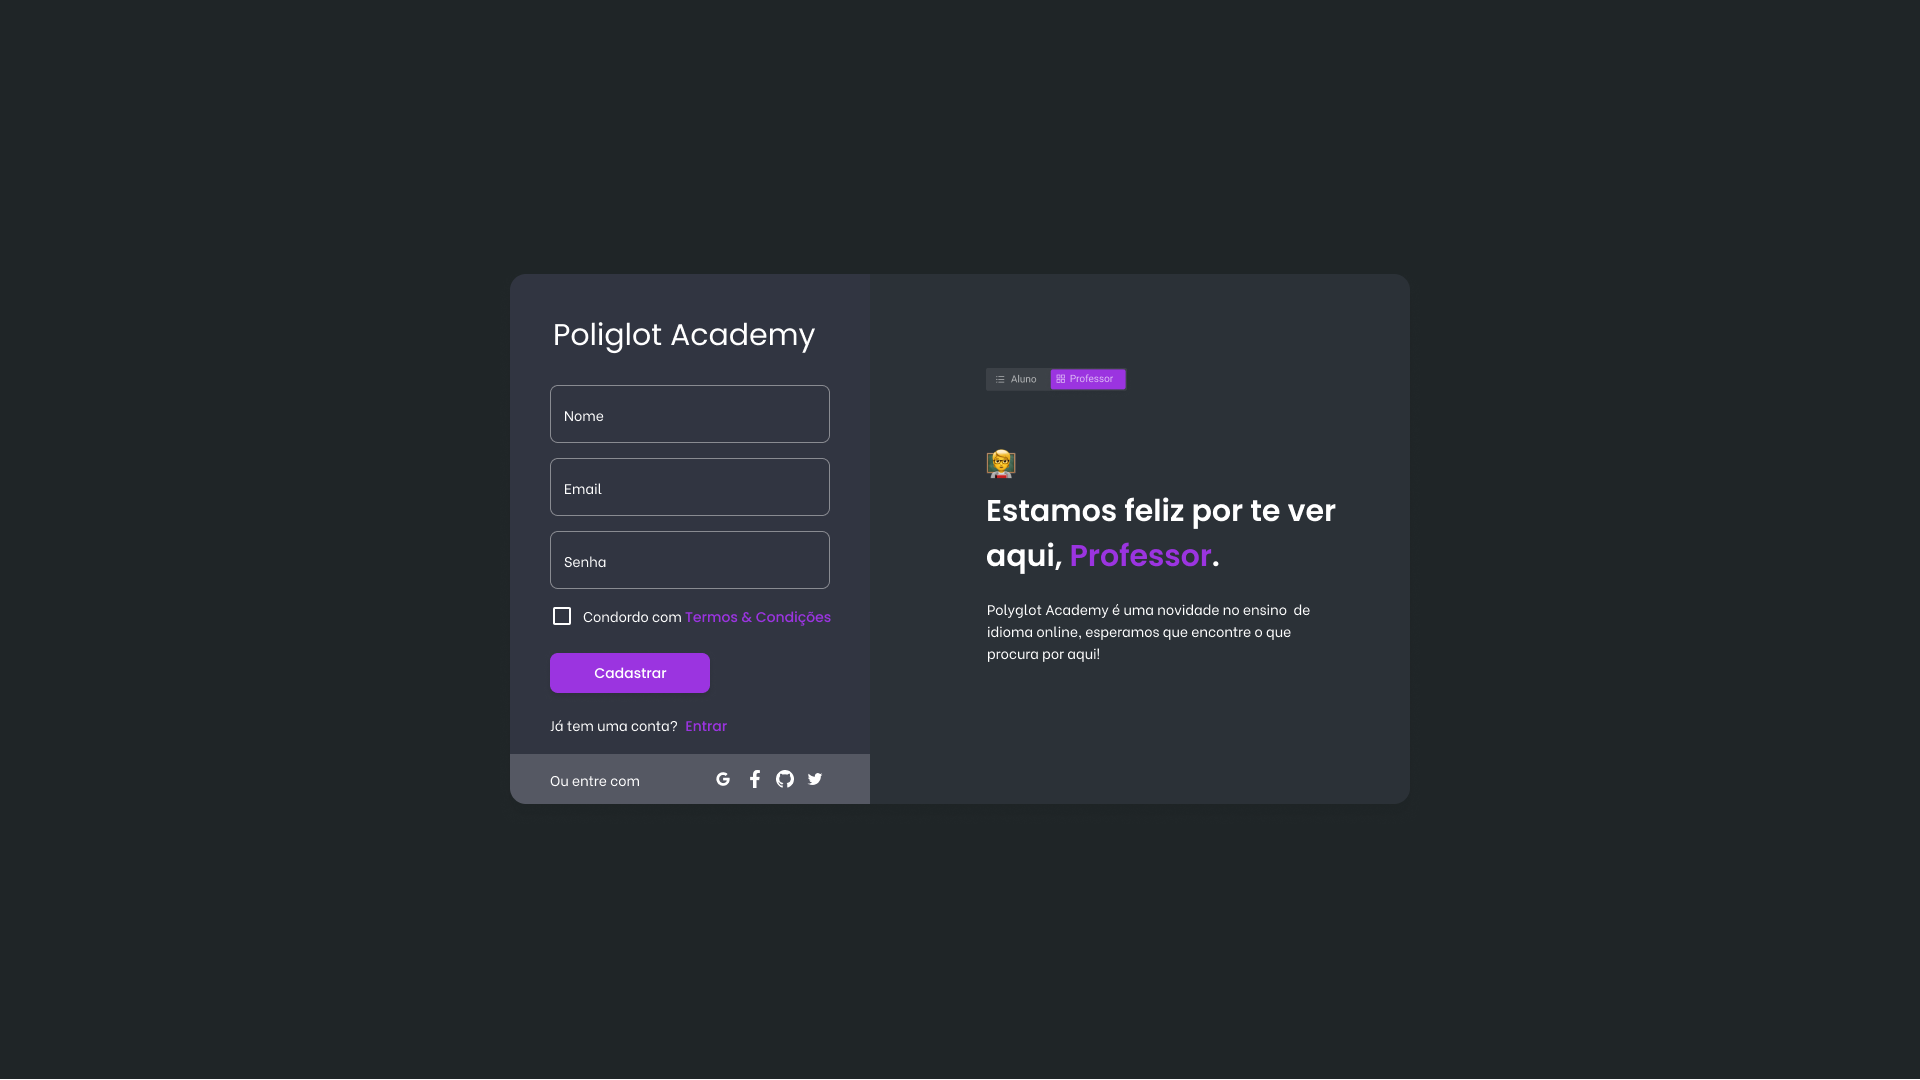 Poliglot Academy
Nome
Email
Senha
Condordo com Termos & Condições
Cadastrar
Já tem uma conta? Entrar
Ou entre com
Aluno
Professor
Estamos feliz por te ver
aqui, Professor.
Polyglot Academy é uma novidade no ensino de
idioma online, esperamos que encontre o que
procura por aqui!